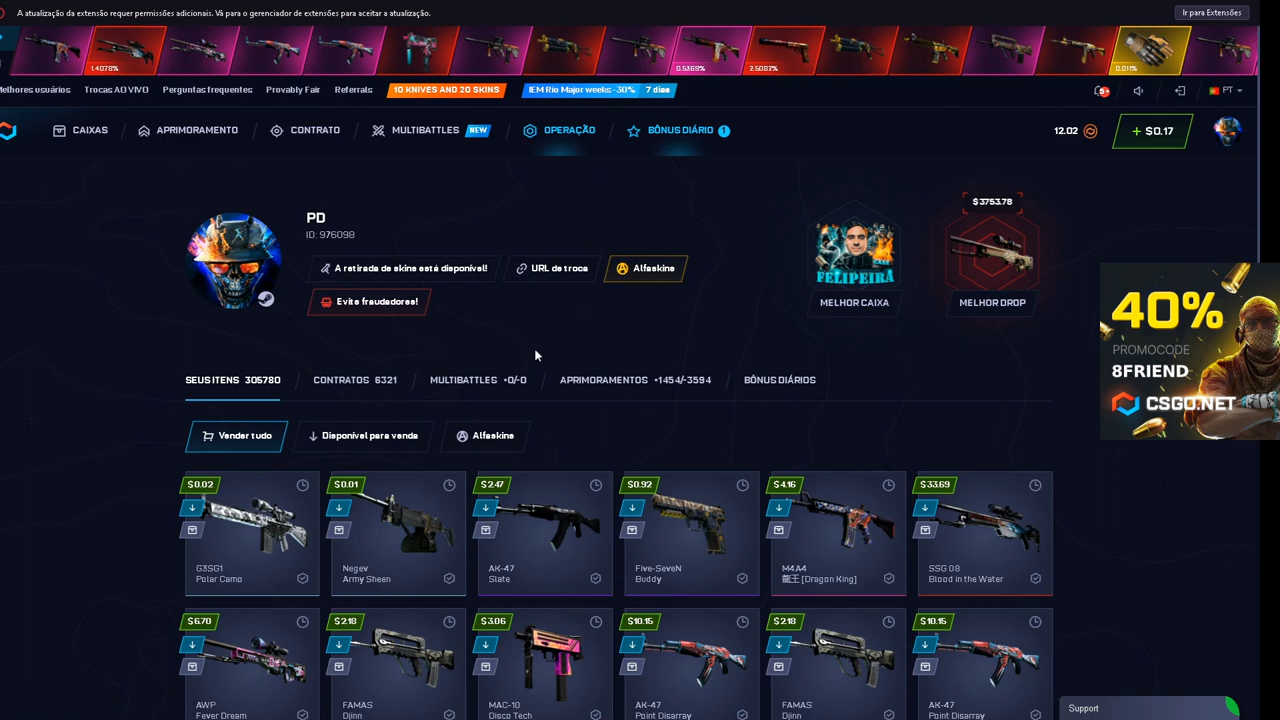 A atualização da extensão requer permissões adicionais. Vá para o gerenciador de extensões para aceitar a atualização.
Ir para Extensões
1.4078%
0.5369%
2.5082%
0.011%
elhores usuários
Trocas AO VIVO
Perguntas frequentes
Provably Fair
Referrals
10 KNIVES AND 20 SKINS
IEM Rio Major weeks -30%
7 dias
PT
CAIXAS
APRIMORAMENTO
CONTRATO
MULTIBATTLES
NEW
OPERAÇÃO
BÔNUS DIÁRIO
1
12.02
+ $0.17
PD
ID: 976098
A retirada de skins está disponível!
URL de troca
Alfaskins
Evite fraudadores!
FELIPEIRA
MELHOR CAIXA
$3753.78
MELHOR DROP
40%
PROMOCODE
8FRIEND
CSGO.NET
SEUS ITENS 305780
CONTRATOS 6321
MULTIBATTLES +0/-0
APRIMORAMENTOS +1454/-3594
BÔNUS DIÁRIOS
Vender tudo
Disponível para venda
Alfaskins
$0.02
$0.01
$2.47
$0.92
$4.16
$33.69
G3SG1
Polar Camo
Negev
Army Sheen
AK-47
Slate
Five-SeveN
Buddy
M4A4
龍王 [Dragon King]
SSG 08
Blood in the Water
$6.70
$2.18
$3.06
$10.15
$2.18
$10.15
AWP
Fever Dream
FAMAS
Djinn
MAC-10
Disco Tech
AK-47
Point Disarray
FAMAS
Djinn
AK-47
Point Disarray
Support